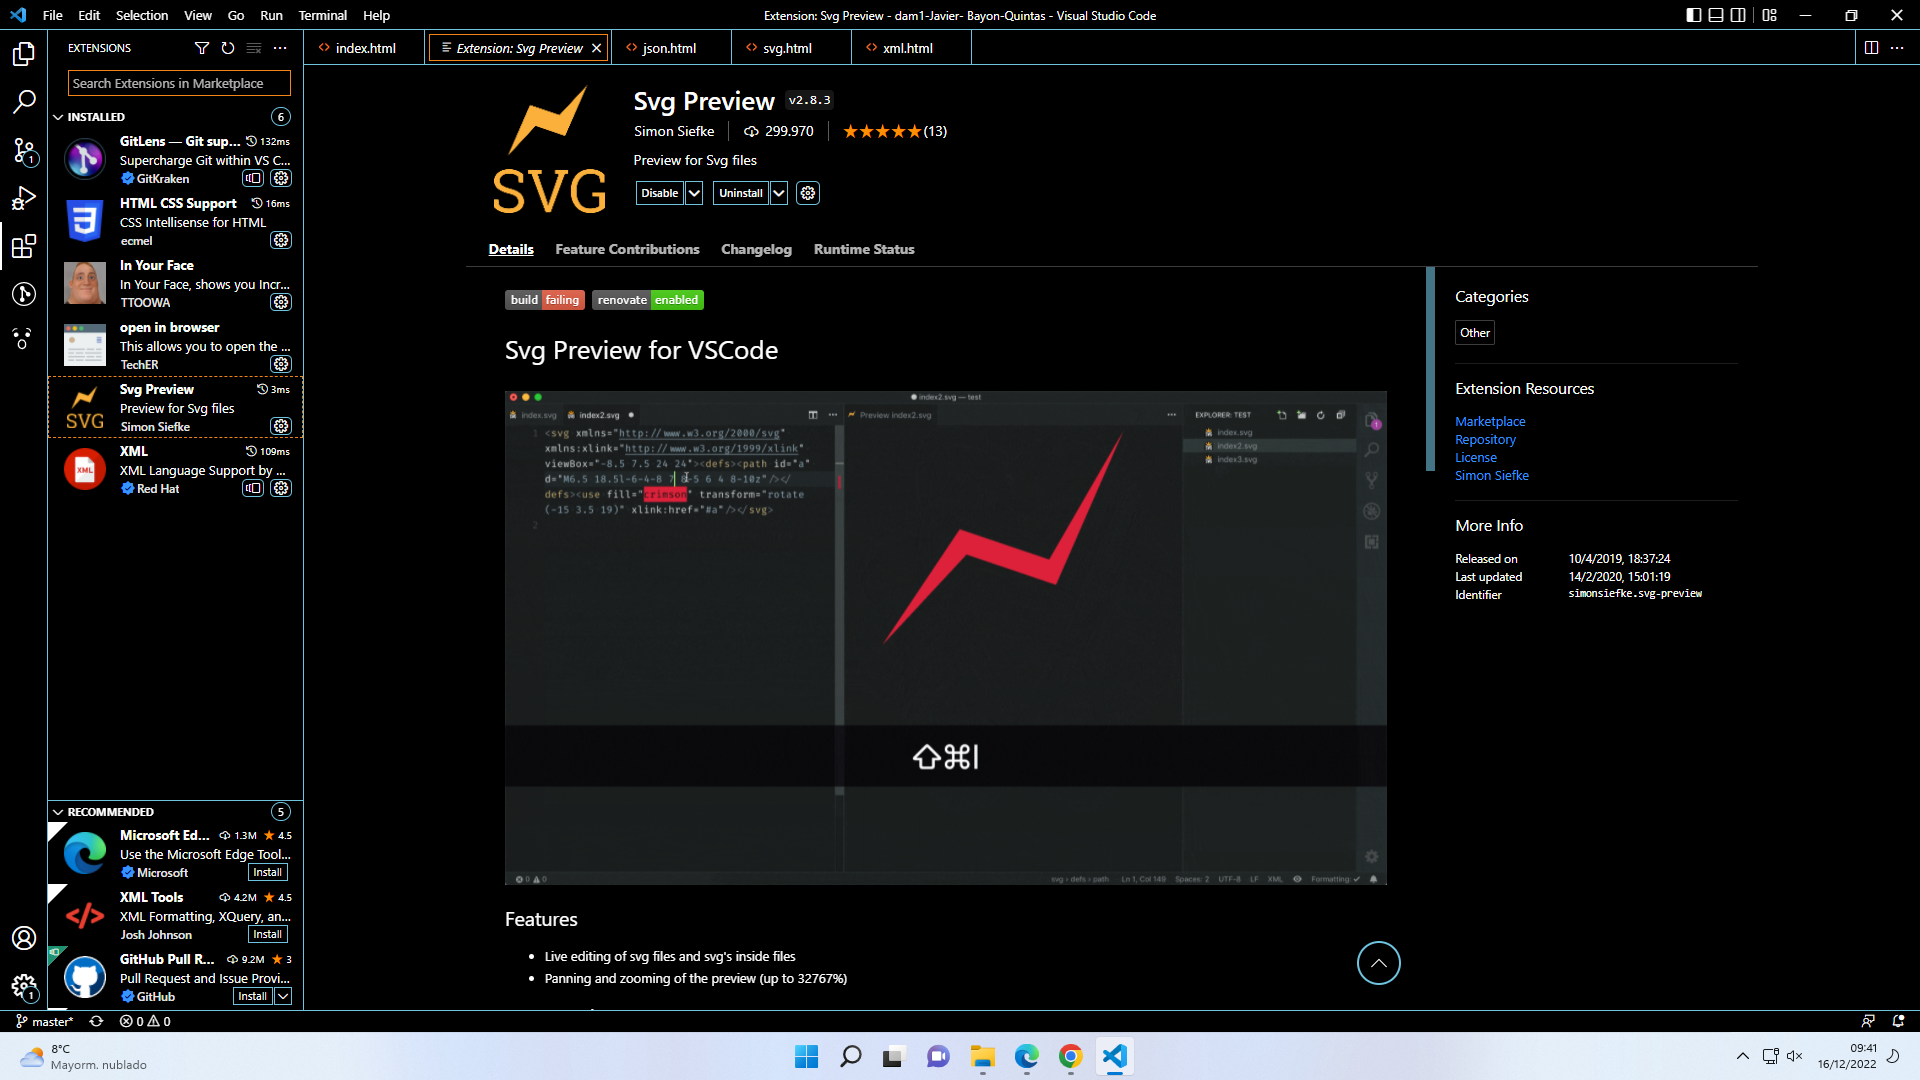 File Edit Selection View Go Run Terminal Help
Extension: Svg Preview - dam1-Javier- Bayon-Quintas - Visual Studio Code
EXTENSIONS
Search Extensions in Marketplace
INSTALLED 6
GitLens — Git sup... 132ms
Supercharge Git within VS C...
GitKraken
HTML CSS Support 16ms
CSS Intellisense for HTML
ecmel
In Your Face
In Your Face, shows you Incr...
TTOOWA
open in browser
This allows you to open the ...
TechER
Svg Preview 3ms
Preview for Svg files
Simon Siefke
XML 109ms
XML Language Support by ...
Red Hat
RECOMMENDED 5
Microsoft Ed... 1.3M 4.5
Use the Microsoft Edge Tool...
Microsoft Install
XML Tools 4.2M 4.5
XML Formatting, XQuery, an...
Josh Johnson Install
GitHub Pull R... 9.2M 3
Pull Request and Issue Provi...
GitHub Install
index.html Extension: Svg Preview json.html svg.html xml.html
SVG
Svg Preview v2.8.3
Simon Siefke 299.970 (13)
Preview for Svg files
Disable Uninstall
Details Feature Contributions Changelog Runtime Status
build failing renovate enabled
Svg Preview for VSCode
index2.svg — test
index.svg index2.svg Preview index2.svg EXPLORER: TEST
1 <svg xmlns="http://www.w3.org/2000/svg"
xmlns:xlink="http://www.w3.org/1999/xlink"
viewBox="-8.5 7.5 24 24"><defs><path id="a"
d="M6.5 18.5l-6-4-8 7 8-5 6 4 8-10z"/></
defs><use fill="crimson" transform="rotate
(-15 3.5 19)" xlink:href="#a"/></svg>
2
index.svg
index2.svg
index3.svg
⇧⌘I
0 0 svg › defs › path Ln 1, Col 149 Spaces: 2 UTF-8 LF XML Formatting: ✓
Features
• Live editing of svg files and svg's inside files
• Panning and zooming of the preview (up to 32767%)
Categories
Other
Extension Resources
Marketplace
Repository
License
Simon Siefke
More Info
Released on 10/4/2019, 18:37:24
Last updated 14/2/2020, 15:01:19
Identifier simonsiefke.svg-preview
master* 0 0
8°C
Mayorm. nublado
09:41
16/12/2022